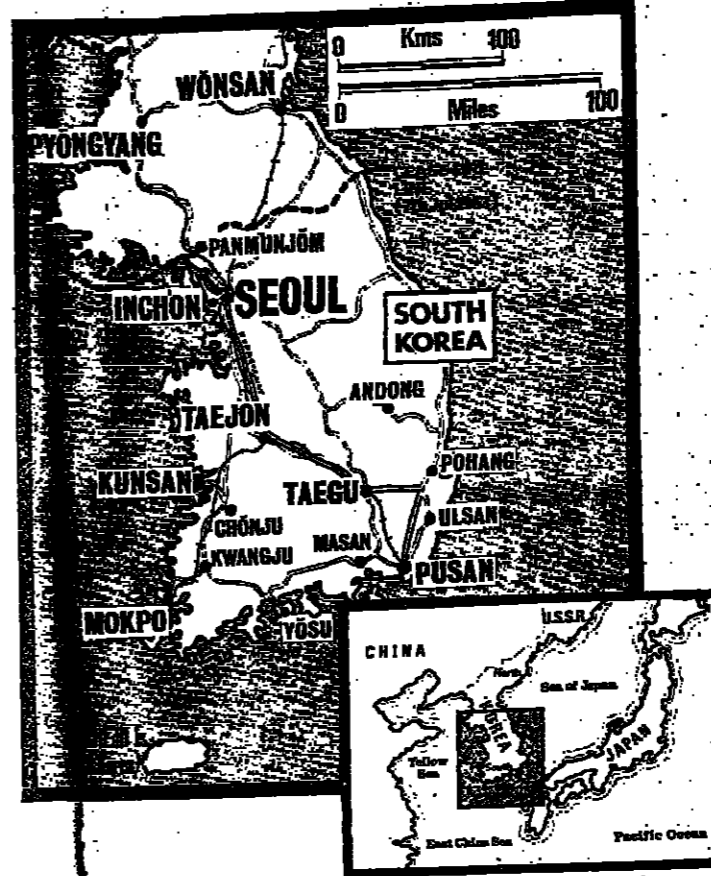 0 Kms 100
0 Miles 100
WŎNSAN
PYONGYANG
PANMUNJŎM
INCHON
SEOUL
SOUTH
KOREA
ANDONG
TAEJON
POHANG
KUNSAN
TAEGU
CHŎNJU
ULSAN
MASAN
KWANGJU
PUSAN
MOKPO
YŎSU
U.S.S.R.
CHINA
North
Sea of Japan
KOREA
JAPAN
Yellow
Sea
East China Sea
Pacific Ocean